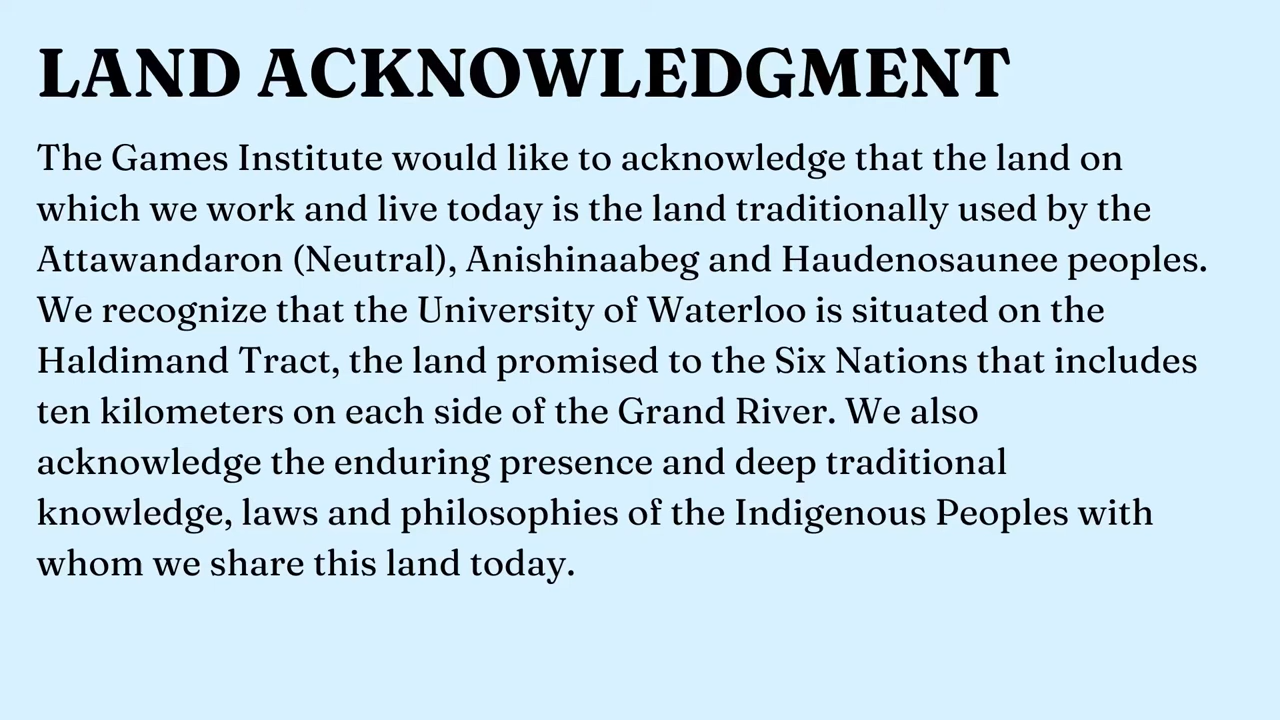 LAND ACKNOWLEDGMENT
The Games Institute would like to acknowledge that the land on
which we work and live today is the land traditionally used by the
Attawandaron (Neutral), Anishinaabeg and Haudenosaunee peoples.
We recognize that the University of Waterloo is situated on the
Haldimand Tract, the land promised to the Six Nations that includes
ten kilometers on each side of the Grand River. We also
acknowledge the enduring presence and deep traditional
knowledge, laws and philosophies of the Indigenous Peoples with
whom we share this land today.